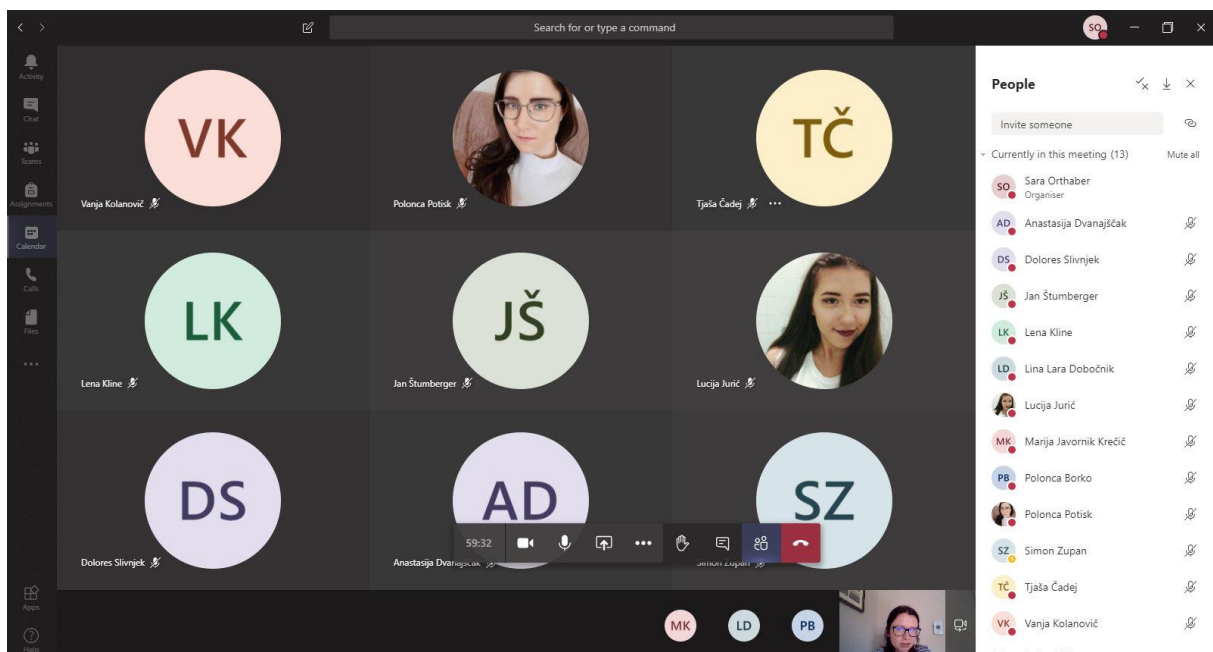 Search for or type a command
SO
Activity
Chat
Teams
Assignments
Calendar
Calls
Files
Apps
Help
VK
Vanja Kolanovič
Polonca Potisk
TČ
Tjaša Čadej
LK
Lena Kline
JŠ
Jan Štumberger
Lucija Jurić
DS
Dolores Slivnjek
AD
Anastasija Dvanajščak
SZ
Simon Zupan
59:32
MK
LD
PB
People
Invite someone
Currently in this meeting (13) Mute all
SO Sara Orthaber
Organiser
AD Anastasija Dvanajščak
DS Dolores Slivnjek
JŠ Jan Štumberger
LK Lena Kline
LD Lina Lara Dobočnik
Lucija Jurić
MK Marija Javornik Krečič
PB Polonca Borko
Polonca Potisk
SZ Simon Zupan
TČ Tjaša Čadej
VK Vanja Kolanovič